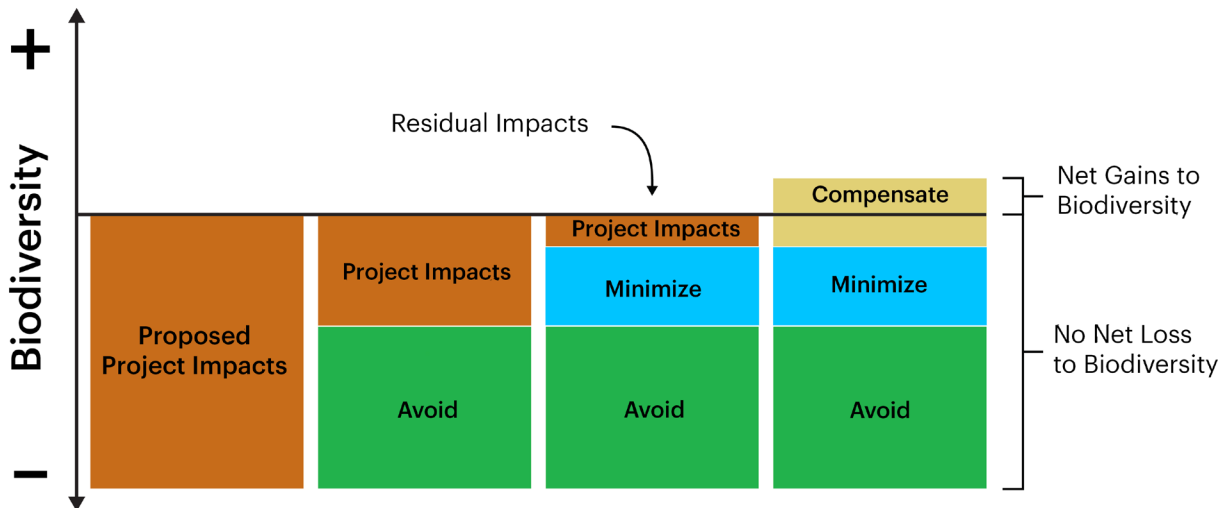 +
Biodiversity
–
Residual Impacts
Proposed
Project Impacts
Project Impacts
Avoid
Project Impacts
Minimize
Avoid
Compensate
Minimize
Avoid
Net Gains to
Biodiversity
No Net Loss
to Biodiversity